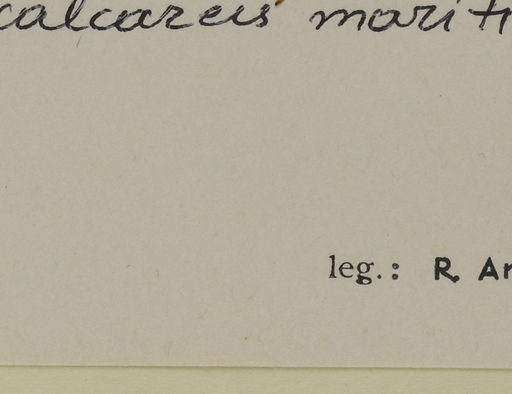 calcareis mariti
leg.: R. Ar